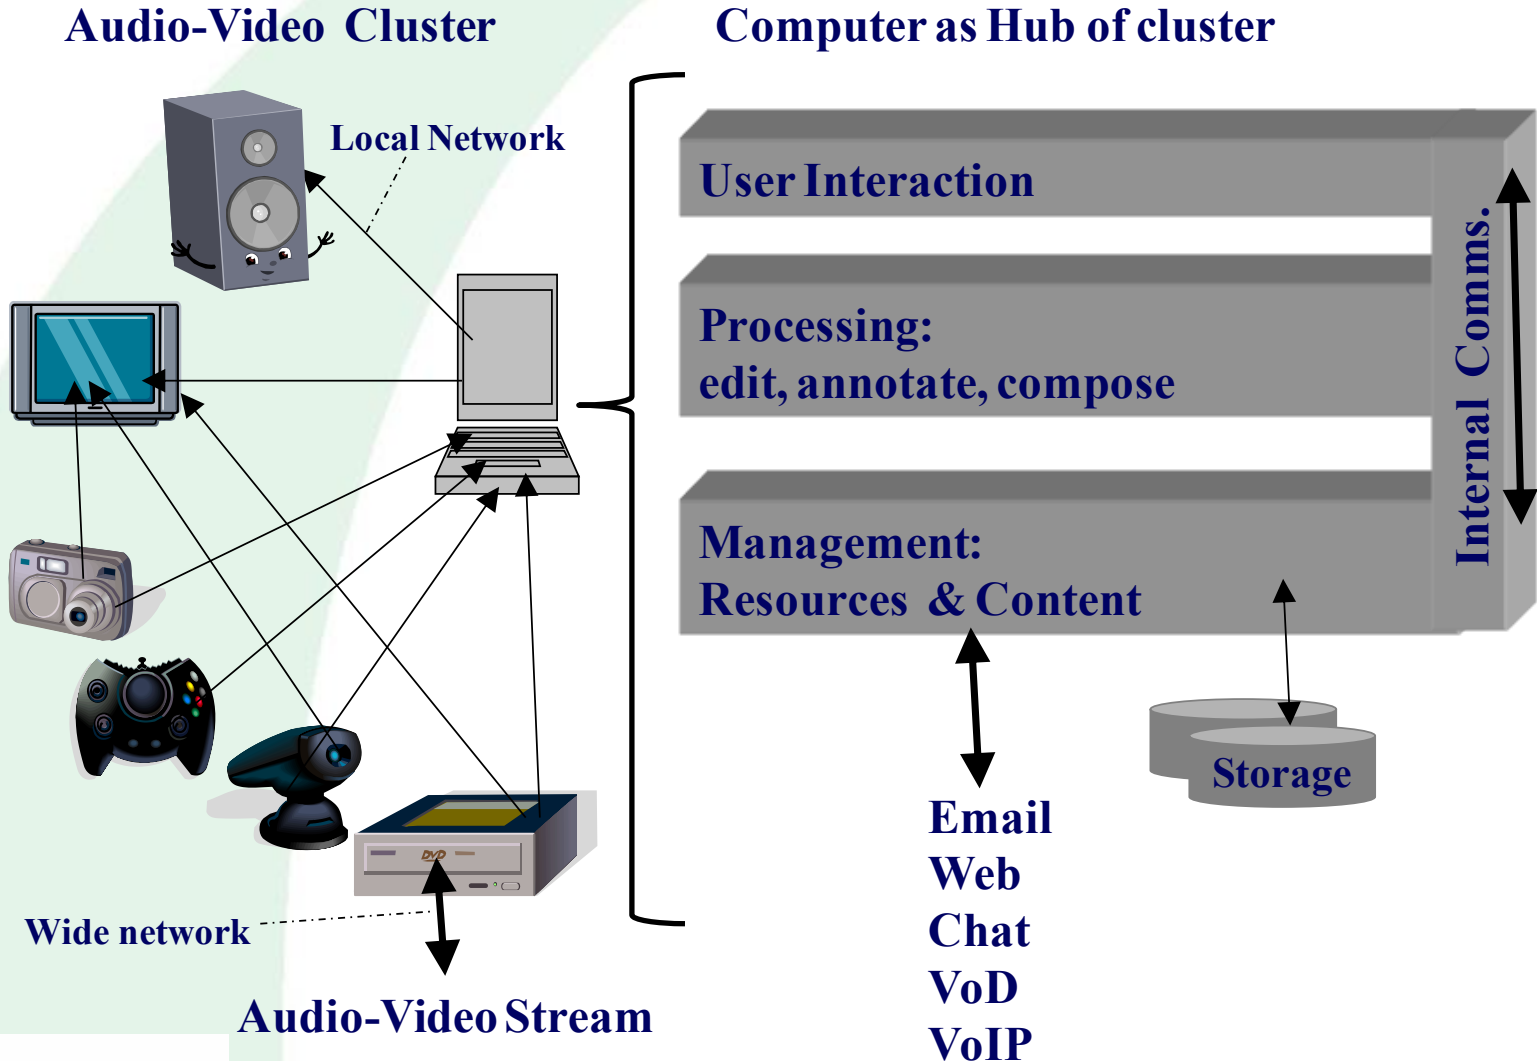 Audio-Video Cluster
Computer as Hub of cluster
Local Network
User Interaction
Processing:
edit, annotate, compose
Management:
Resources & Content
Internal Comms.
Storage
Email
Web
Chat
VoD
VoIP
DVD
Wide network
Audio-Video Stream